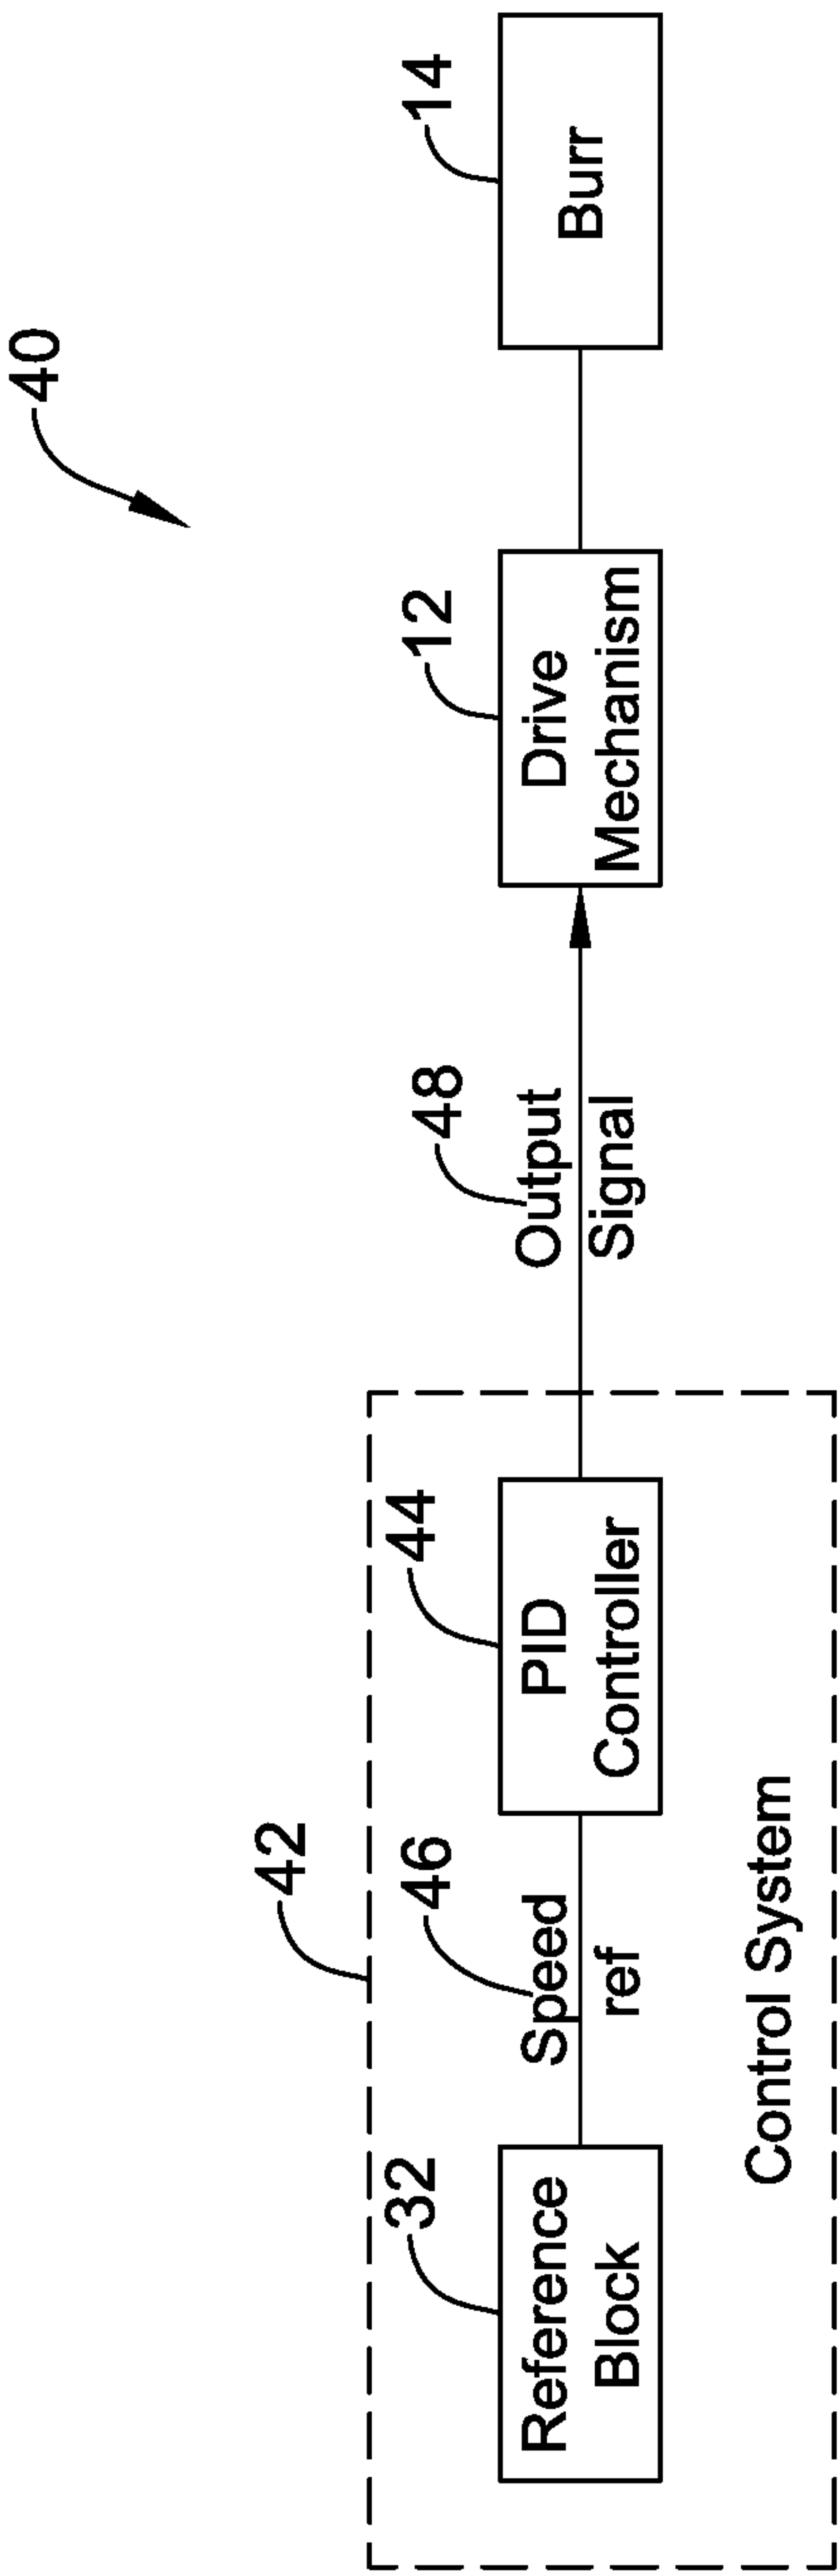 40
42
32
Reference
Block
46
Speed
ref
44
PID
Controller
Control System
48
Output
Signal
12
Drive
Mechanism
14
Burr